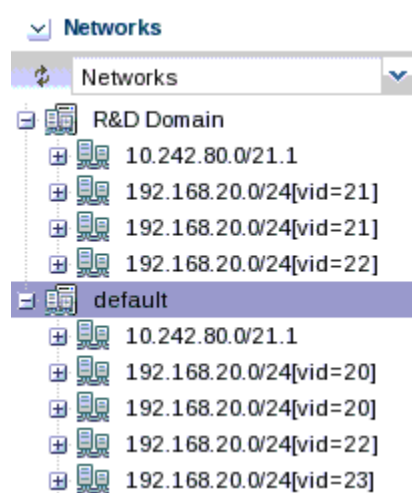 Networks
Networks
R&D Domain
10.242.80.0/21.1
192.168.20.0/24[vid=21]
192.168.20.0/24[vid=21]
192.168.20.0/24[vid=22]
default
10.242.80.0/21.1
192.168.20.0/24[vid=20]
192.168.20.0/24[vid=20]
192.168.20.0/24[vid=22]
192.168.20.0/24[vid=23]